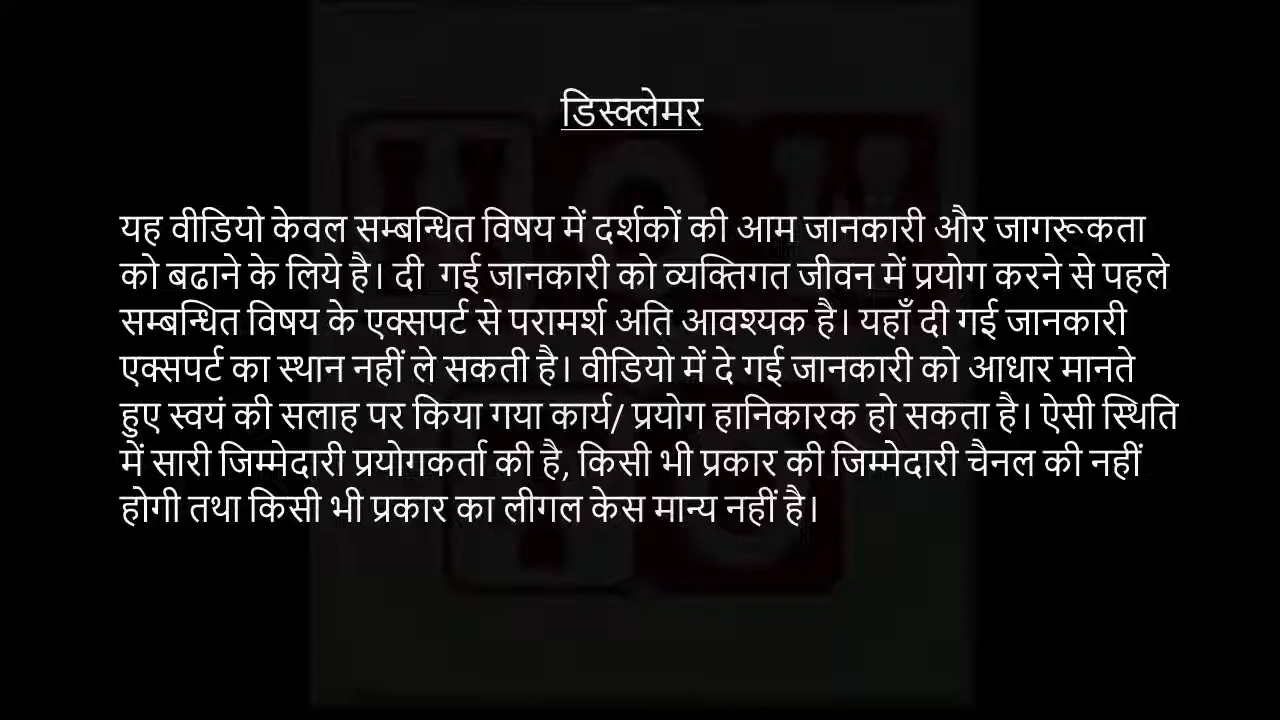 डिस्क्लेमर
यह वीडियो केवल सम्बन्धित विषय में दर्शकों की आम जानकारी और जागरूकता
को बढाने के लिये है। दी गई जानकारी को व्यक्तिगत जीवन में प्रयोग करने से पहले
सम्बन्धित विषय के एक्सपर्ट से परामर्श अति आवश्यक है। यहाँ दी गई जानकारी
एक्सपर्ट का स्थान नहीं ले सकती है। वीडियो में दे गई जानकारी को आधार मानते
हुए स्वयं की सलाह पर किया गया कार्य/ प्रयोग हानिकारक हो सकता है। ऐसी स्थिति
में सारी जिम्मेदारी प्रयोगकर्ता की है, किसी भी प्रकार की जिम्मेदारी चैनल की नहीं
होगी तथा किसी भी प्रकार का लीगल केस मान्य नहीं है।